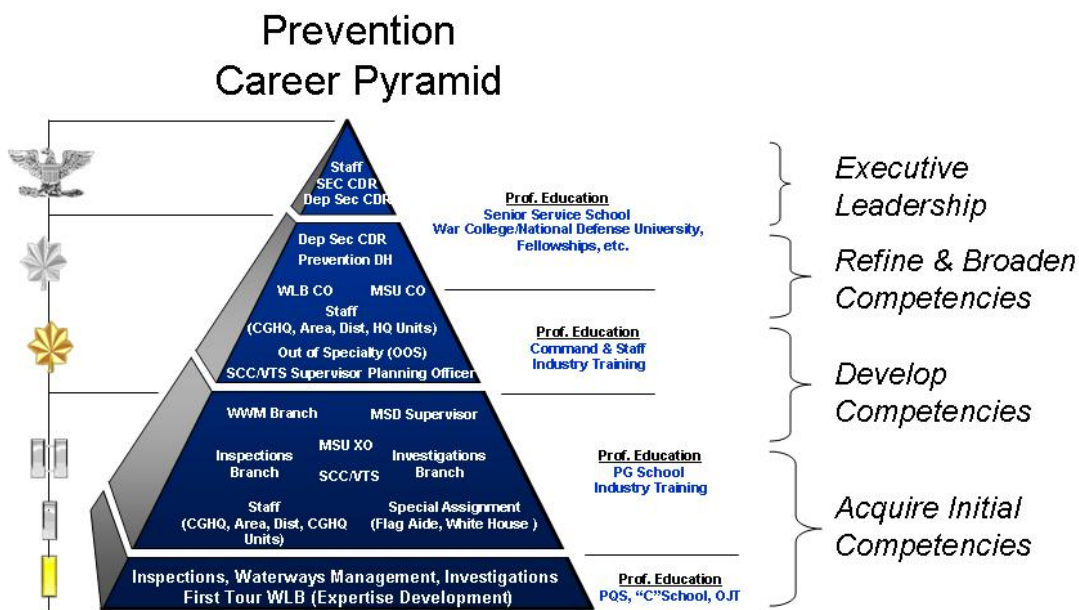 Prevention
Career Pyramid
Staff
SEC CDR
Dep Sec CDR
Prof. Education
Senior Service School
War College/National Defense University,
Fellowships, etc.
Executive
Leadership
Dep Sec CDR
Prevention DH
WLB CO MSU CO
Staff
(CGHQ, Area, Dist, HQ Units)
Out of Specialty (OOS)
SCC/VTS Supervisor Planning Officer
Refine & Broaden
Competencies
Prof. Education
Command & Staff
Industry Training
Develop
Competencies
WWM Branch MSD Supervisor
MSU XO
Inspections
Branch
Investigations
Branch
SCC/VTS
Staff
(CGHQ, Area, Dist, CGHQ
Units)
Special Assignment
(Flag Aide, White House )
Prof. Education
PG School
Industry Training
Acquire Initial
Competencies
Inspections, Waterways Management, Investigations
First Tour WLB (Expertise Development)
Prof. Education
PQS, “C”School, OJT